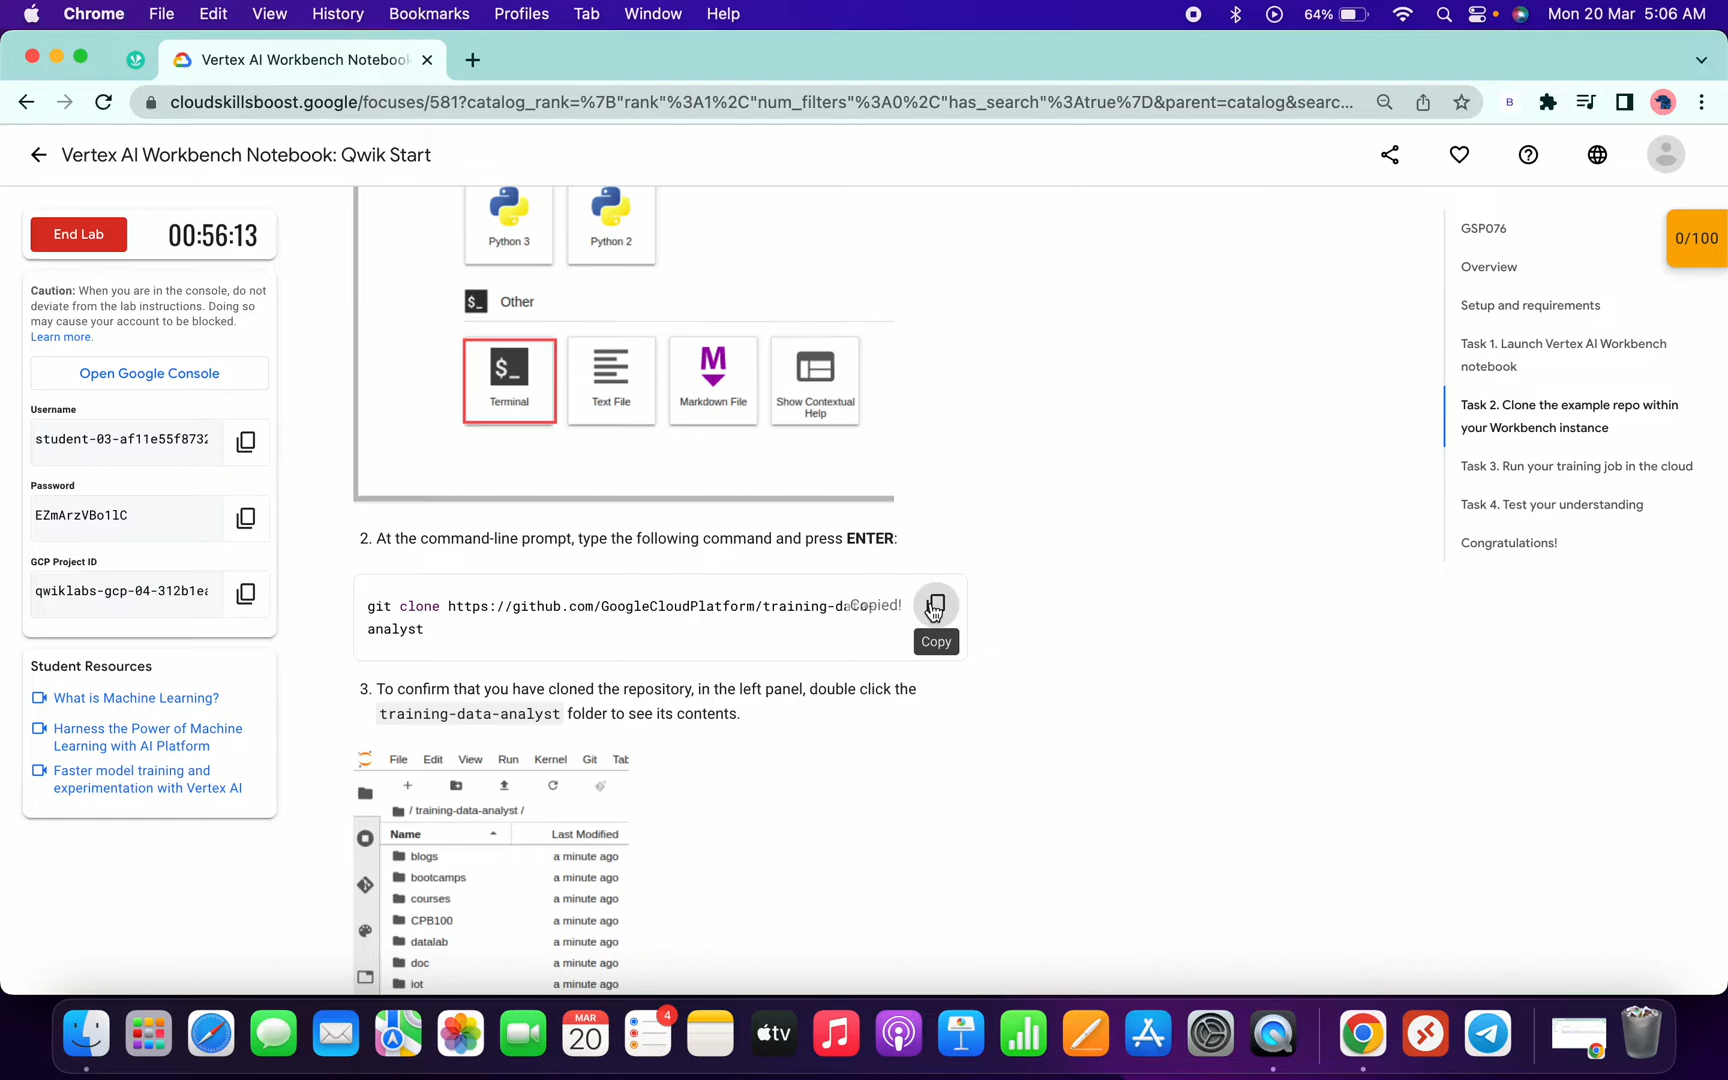 Chrome File Edit View History Bookmarks Profiles Tab Window Help 64% Mon 20 Mar 5:06 AM
Vertex AI Workbench Notebook
cloudskillsboost.google/focuses/581?catalog_rank=%7B"rank"%3A1%2C"num_filters"%3A0%2C"has_search"%3Atrue%7D&parent=catalog&searc... B
Vertex AI Workbench Notebook: Qwik Start
End Lab 00:56:13
Caution: When you are in the console, do not
deviate from the lab instructions. Doing so
may cause your account to be blocked.
Learn more.
Open Google Console
Username
student-03-af11e55f8732
Password
EZmArzVBo1lC
GCP Project ID
qwiklabs-gcp-04-312b1ea
Student Resources
What is Machine Learning?
Harness the Power of Machine
Learning with AI Platform
Faster model training and
experimentation with Vertex AI
Python 3 Python 2
$_ Other
$_ M
Terminal Text File Markdown File Show Contextual
Help
2. At the command-line prompt, type the following command and press ENTER:
git clone https://github.com/GoogleCloudPlatform/training-data-
analyst
Copied!
Copy
3. To confirm that you have cloned the repository, in the left panel, double click the
training-data-analyst folder to see its contents.
File Edit View Run Kernel Git Tab
/ training-data-analyst /
Name Last Modified
blogs a minute ago
bootcamps a minute ago
courses a minute ago
CPB100 a minute ago
datalab a minute ago
doc a minute ago
iot a minute ago
GSP076
Overview
Setup and requirements
Task 1. Launch Vertex AI Workbench
notebook
Task 2. Clone the example repo within
your Workbench instance
Task 3. Run your training job in the cloud
Task 4. Test your understanding
Congratulations!
0/100
MAR
20
4
tv